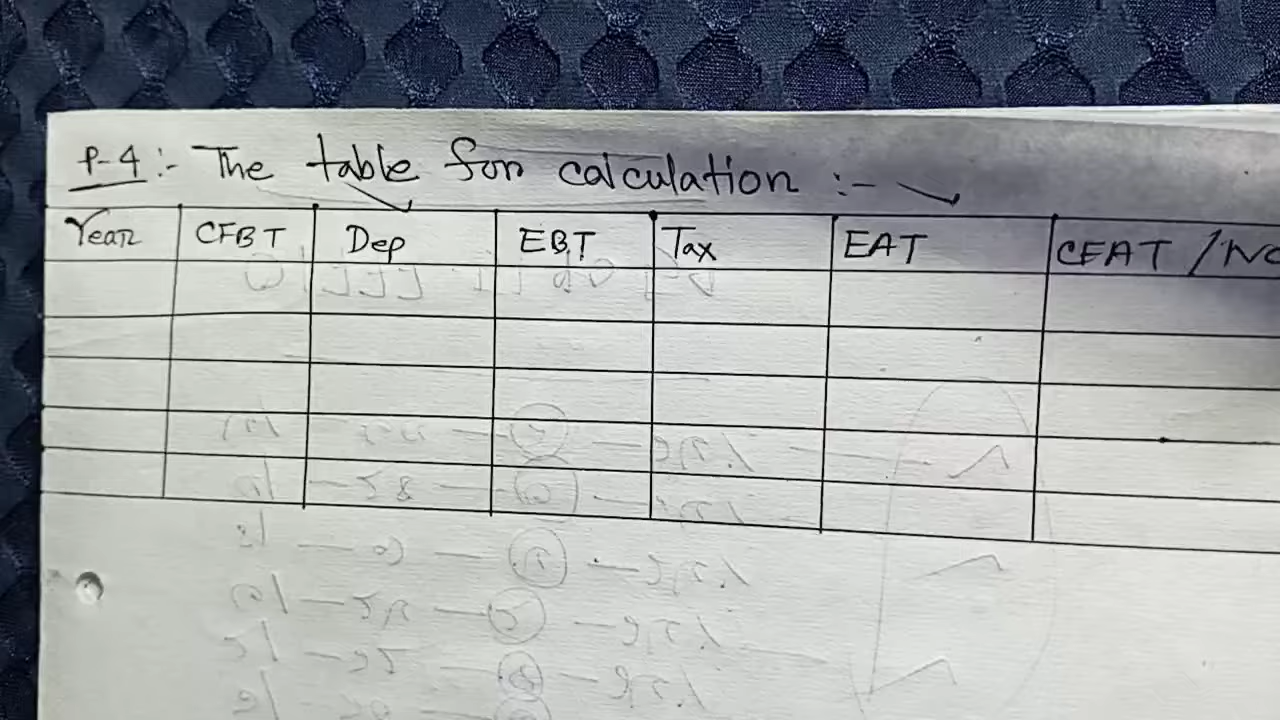 P-4:- The table for calculation :-
Year CFBT Dep EBT Tax EAT CFAT / NC